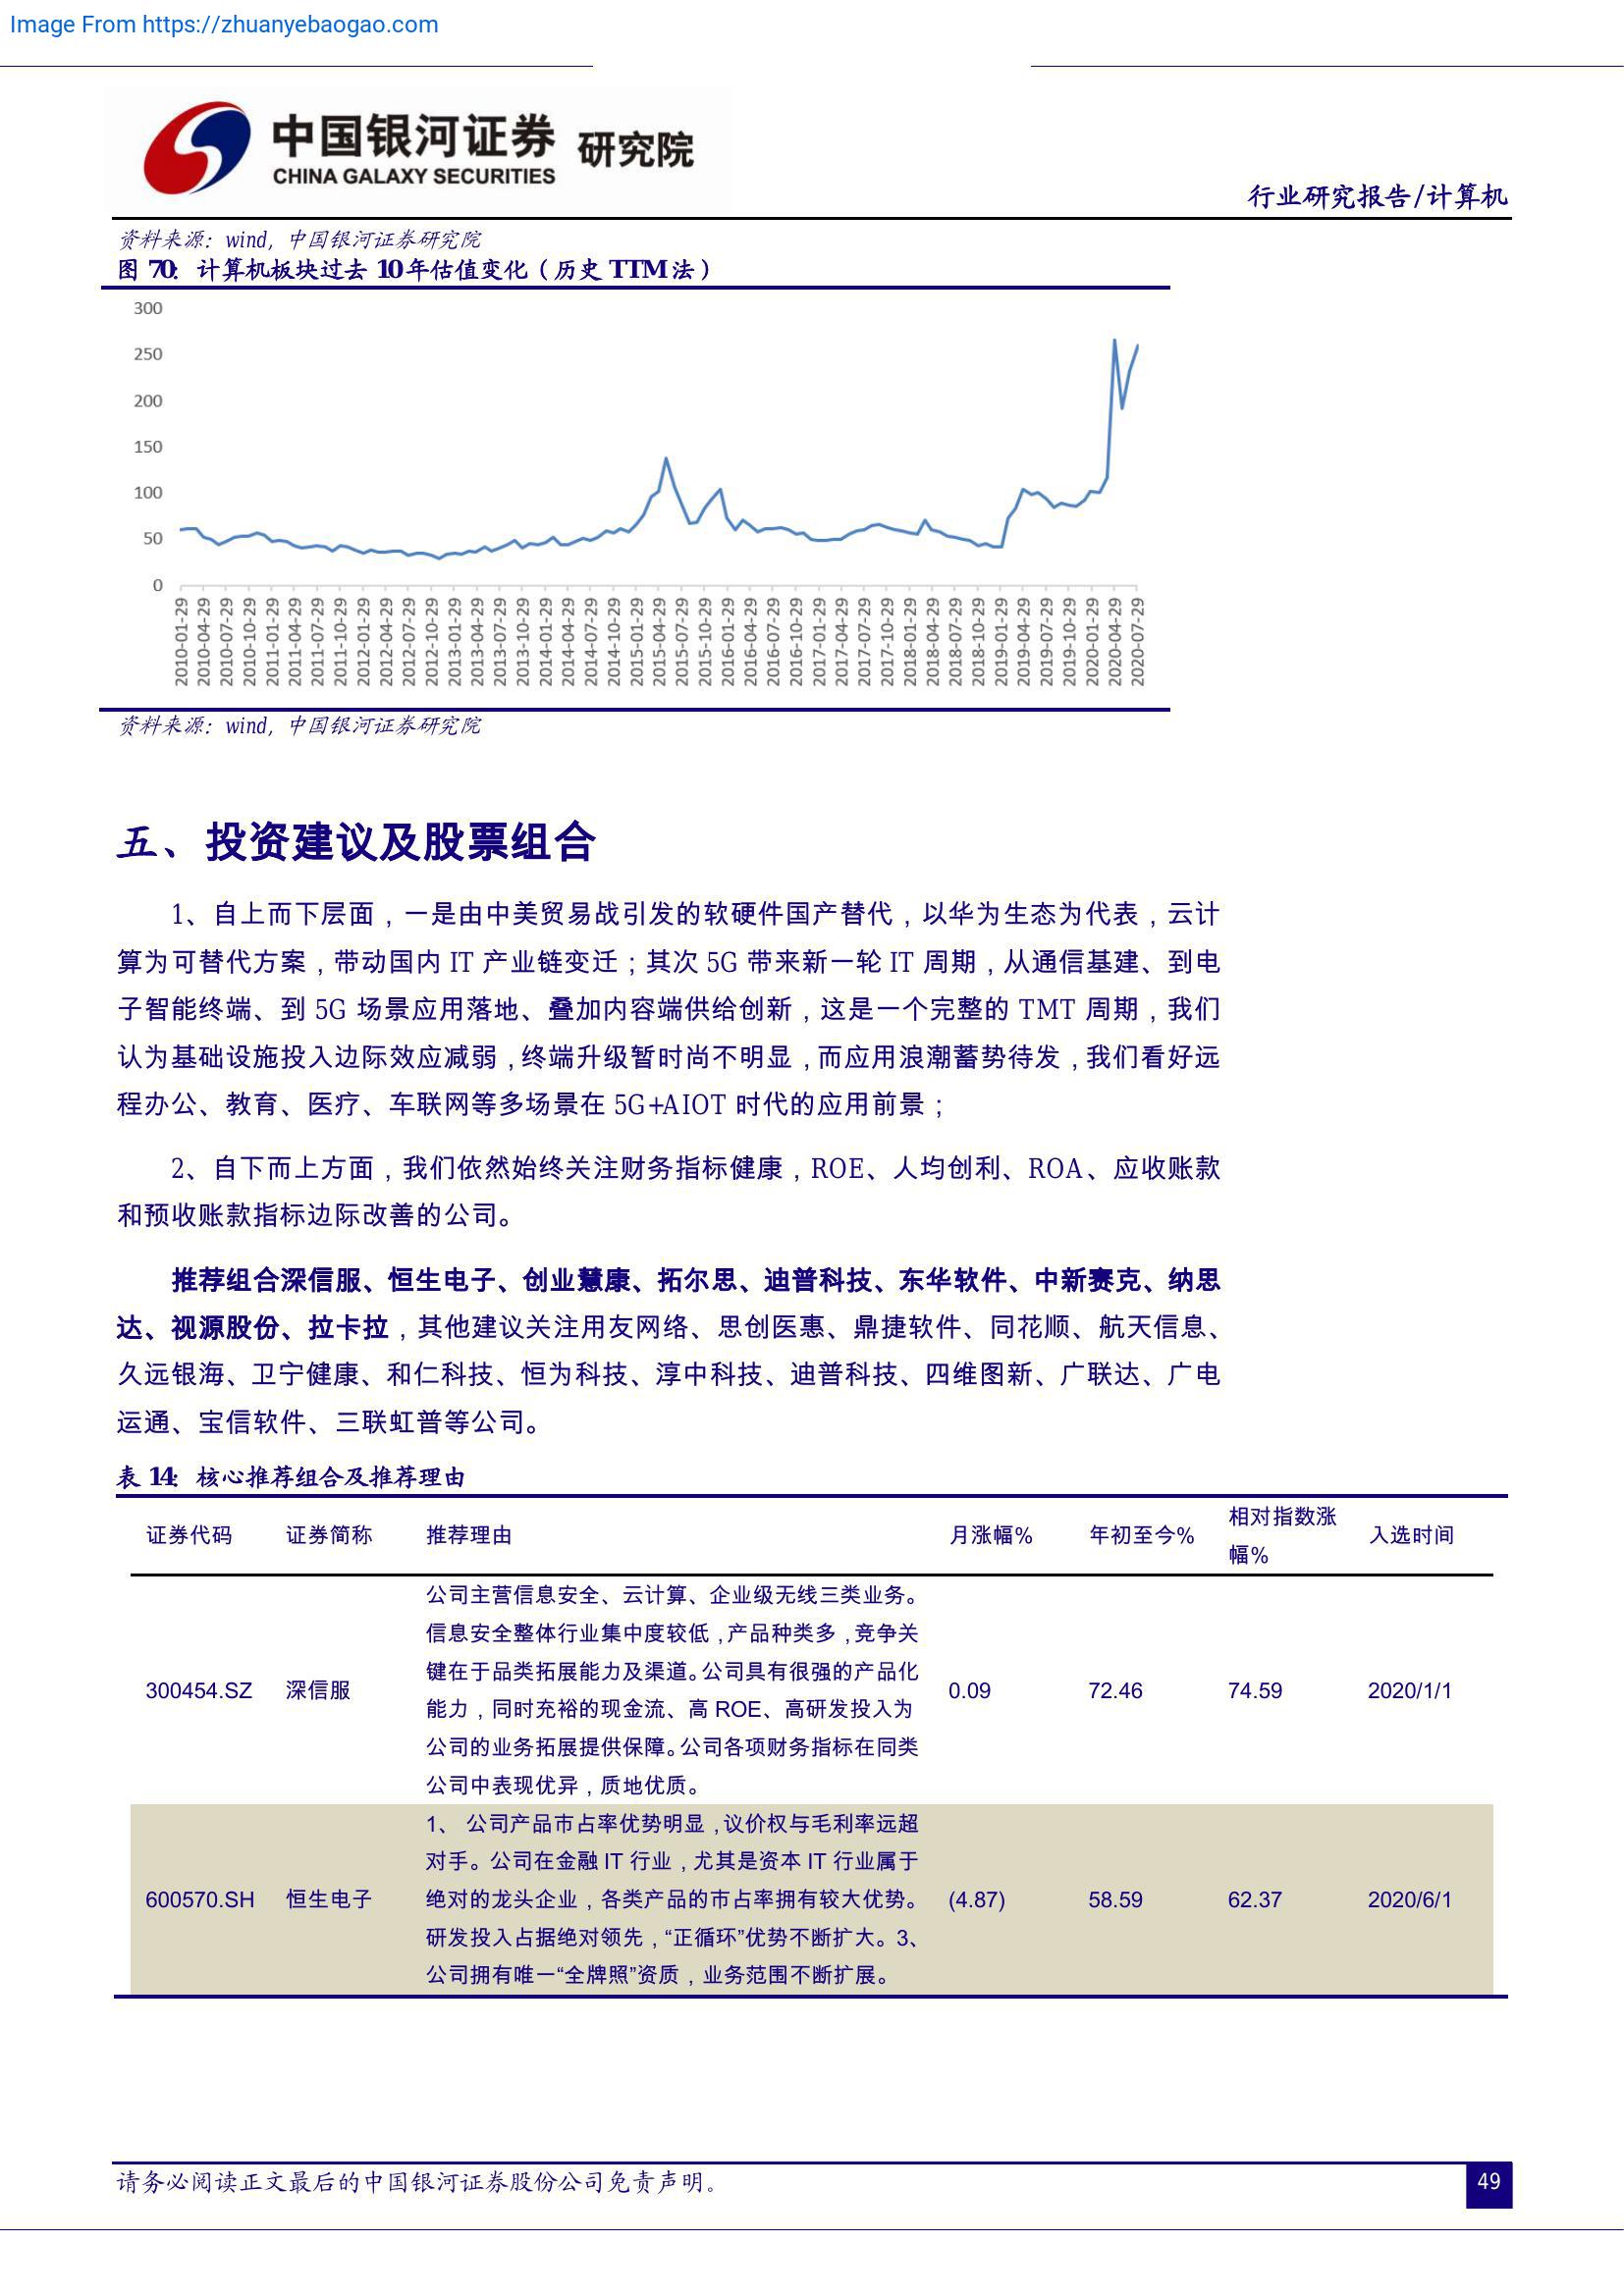 Image From https://zhuanyebaogao.com
中国银河证券 研究院
CHINA GALAXY SECURITIES
行业研究报告/计算机
资料来源：wind，中国银河证券研究院
图 70：计算机板块过去 10 年估值变化（历史 TTM 法）
300
250
200
150
100
50
0
2010-01-29 2010-04-29 2010-07-29 2010-10-29 2011-01-29 2011-04-29 2011-07-29 2011-10-29 2012-01-29 2012-04-29 2012-07-29 2012-10-29 2013-01-29 2013-04-29 2013-07-29 2013-10-29 2014-01-29 2014-04-29 2014-07-29 2014-10-29 2015-01-29 2015-04-29 2015-07-29 2015-10-29 2016-01-29 2016-04-29 2016-07-29 2016-10-29 2017-01-29 2017-04-29 2017-07-29 2017-10-29 2018-01-29 2018-04-29 2018-07-29 2018-10-29 2019-01-29 2019-04-29 2019-07-29 2019-10-29 2020-01-29 2020-04-29 2020-07-29
资料来源：wind，中国银河证券研究院
五、投资建议及股票组合
1、自上而下层面，一是由中美贸易战引发的软硬件国产替代，以华为生态为代表，云计
算为可替代方案，带动国内 IT 产业链变迁；其次 5G 带来新一轮 IT 周期，从通信基建、到电
子智能终端、到 5G 场景应用落地、叠加内容端供给创新，这是一个完整的 TMT 周期，我们
认为基础设施投入边际效应减弱，终端升级暂时尚不明显，而应用浪潮蓄势待发，我们看好远
程办公、教育、医疗、车联网等多场景在 5G+AIOT 时代的应用前景；
2、自下而上方面，我们依然始终关注财务指标健康，ROE、人均创利、ROA、应收账款
和预收账款指标边际改善的公司。
推荐组合深信服、恒生电子、创业慧康、拓尔思、迪普科技、东华软件、中新赛克、纳思
达、视源股份、拉卡拉，其他建议关注用友网络、思创医惠、鼎捷软件、同花顺、航天信息、
久远银海、卫宁健康、和仁科技、恒为科技、淳中科技、迪普科技、四维图新、广联达、广电
运通、宝信软件、三联虹普等公司。
表 14：核心推荐组合及推荐理由
证券代码 证券简称 推荐理由 月涨幅% 年初至今% 相对指数涨
幅% 入选时间
公司主营信息安全、云计算、企业级无线三类业务。
信息安全整体行业集中度较低，产品种类多，竞争关
键在于品类拓展能力及渠道。公司具有很强的产品化
300454.SZ 深信服 0.09 72.46 74.59 2020/1/1
能力，同时充裕的现金流、高 ROE、高研发投入为
公司的业务拓展提供保障。公司各项财务指标在同类
公司中表现优异，质地优质。
1、 公司产品市占率优势明显，议价权与毛利率远超
对手。公司在金融 IT 行业，尤其是资本 IT 行业属于
600570.SH 恒生电子 绝对的龙头企业，各类产品的市占率拥有较大优势。 (4.87) 58.59 62.37 2020/6/1
研发投入占据绝对领先，“正循环”优势不断扩大。3、
公司拥有唯一“全牌照”资质，业务范围不断扩展。
请务必阅读正文最后的中国银河证券股份公司免责声明。
49